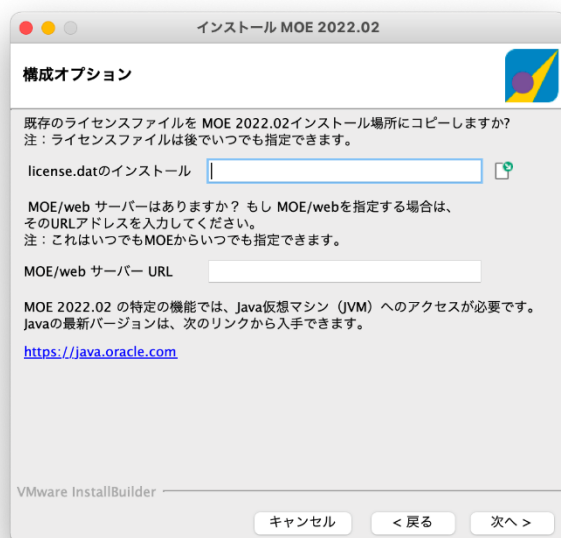 インストール MOE 2022.02
構成オプション
既存のライセンスファイルを MOE 2022.02インストール場所にコピーしますか?
注：ライセンスファイルは後でいつでも指定できます。
license.datのインストール
MOE/web サーバーはありますか？ もし MOE/webを指定する場合は、
そのURLアドレスを入力してください。
注：これはいつでもMOEからいつでも指定できます。
MOE/web サーバー URL
MOE 2022.02 の特定の機能では、Java仮想マシン（JVM）へのアクセスが必要です。
Javaの最新バージョンは、次のリンクから入手できます。
https://java.oracle.com
VMware InstallBuilder
キャンセル
< 戻る
次へ >